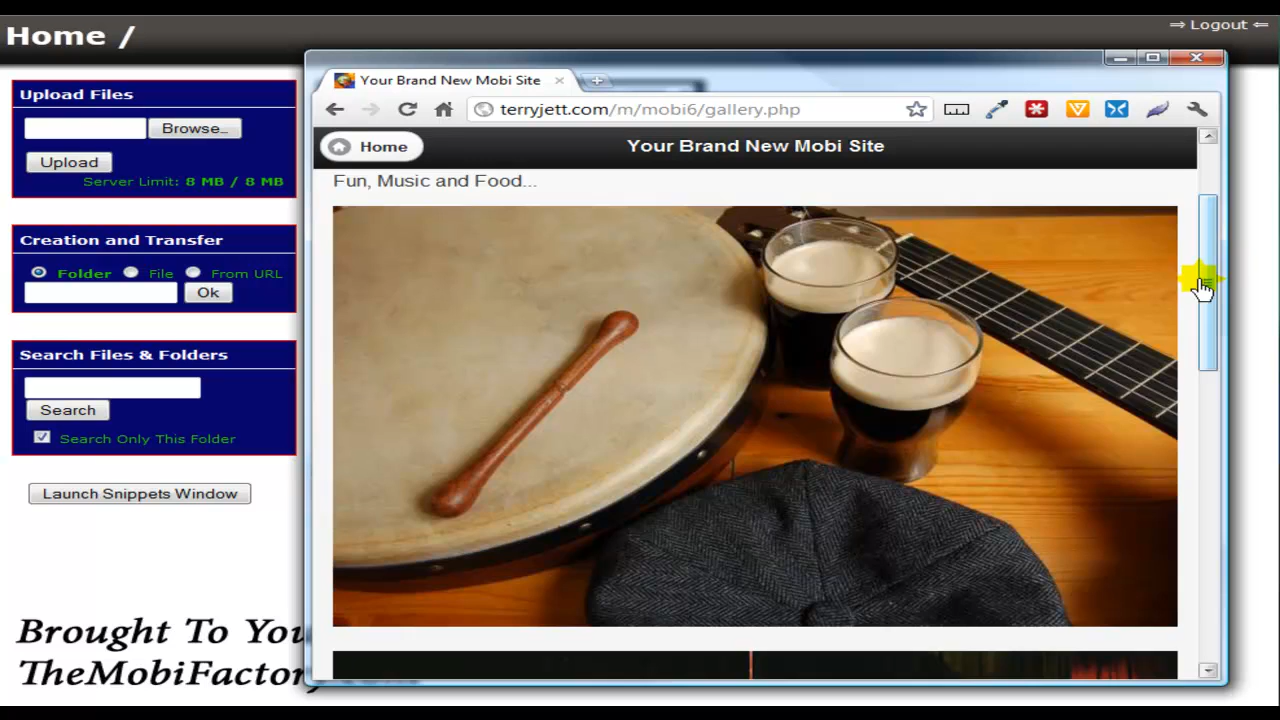 Home /
⇒ Logout ⇐
Upload Files
Browse...
Upload
Server Limit: 8 MB / 8 MB
Creation and Transfer
Folder File From URL
Ok
Search Files & Folders
Search
Search Only This Folder
Launch Snippets Window
Brought To You
TheMobiFactory.com
Your Brand New Mobi Site
terryjett.com/m/mobi6/gallery.php
Home
Your Brand New Mobi Site
Fun, Music and Food...